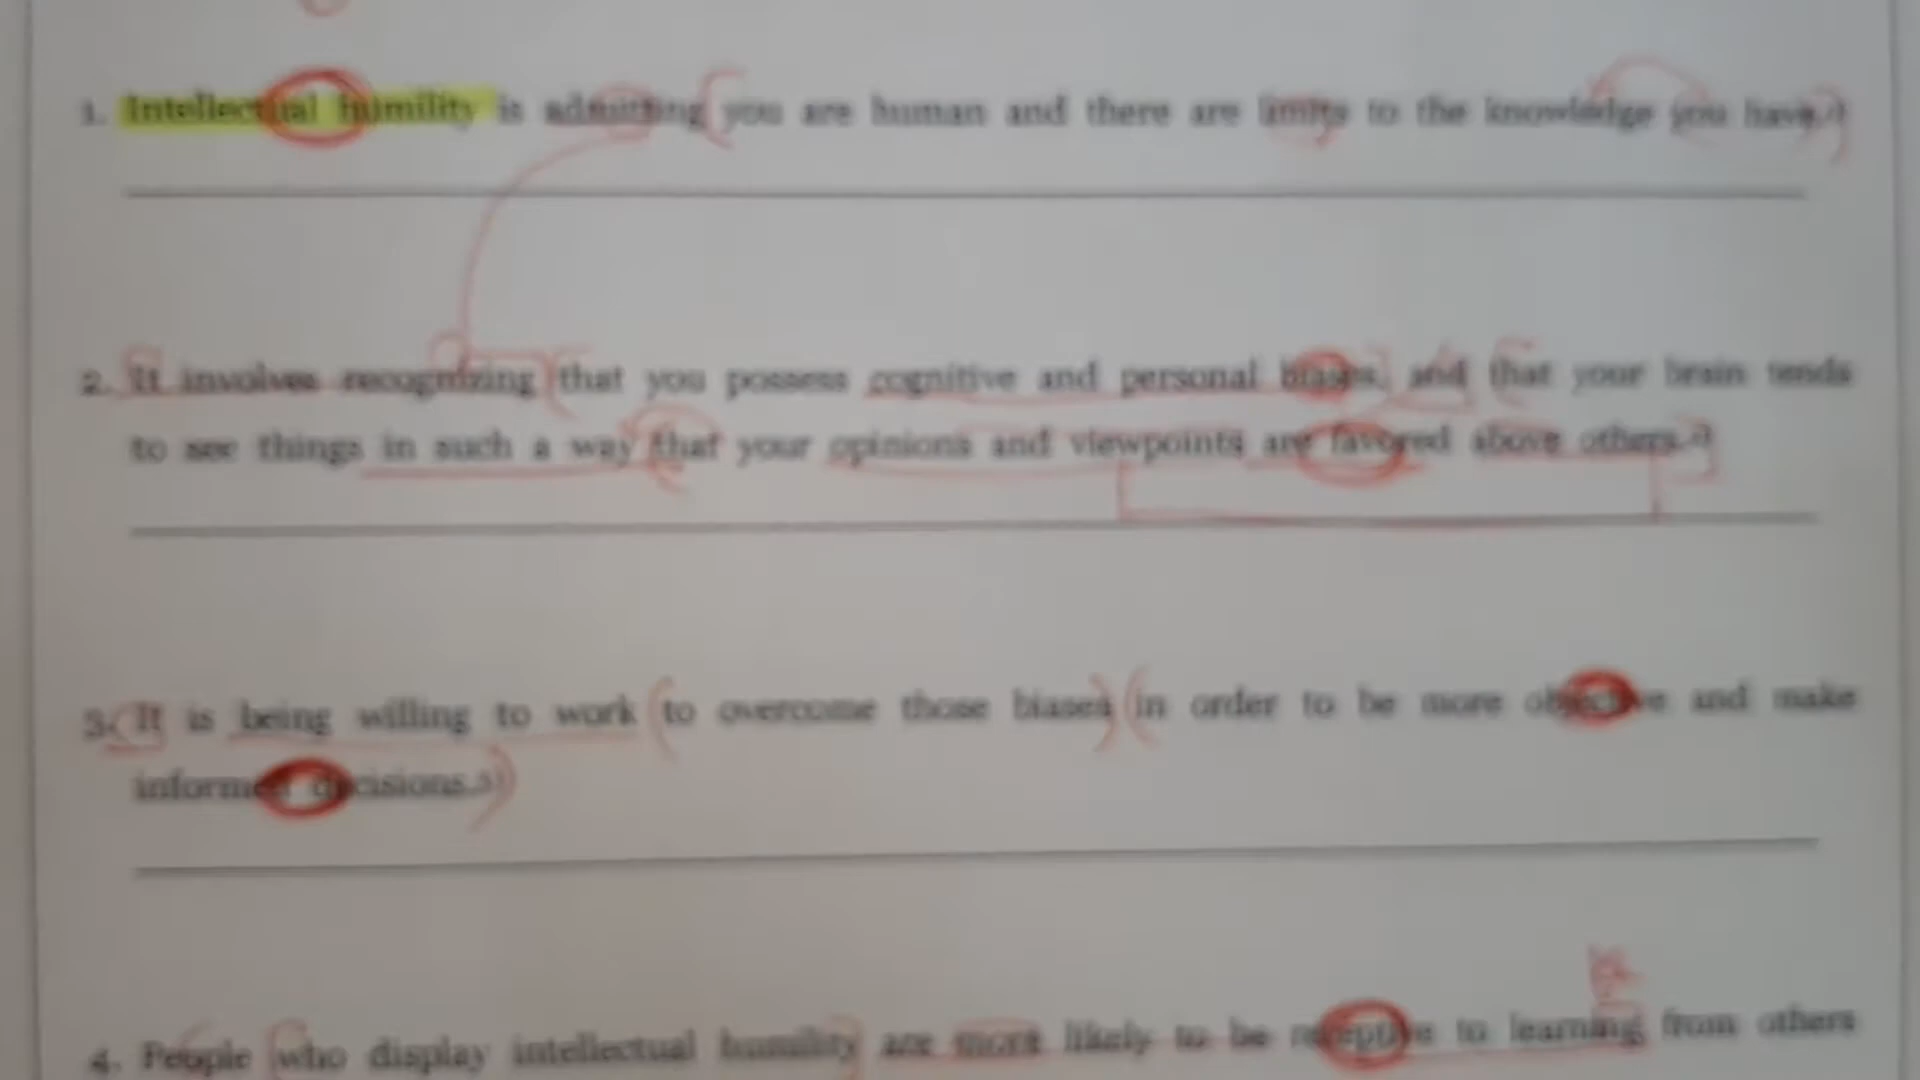 1. Intellectual humility is admitting you are human and there are limits to the knowledge you have.
2. It involves recognizing that you possess cognitive and personal biases, and that your brain tends
to see things in such a way that your opinions and viewpoints are favored above others.
3. It is being willing to work to overcome those biases in order to be more objective and make
informed decisions.
4. People who display intellectual humility are more likely to be receptive to learning from others